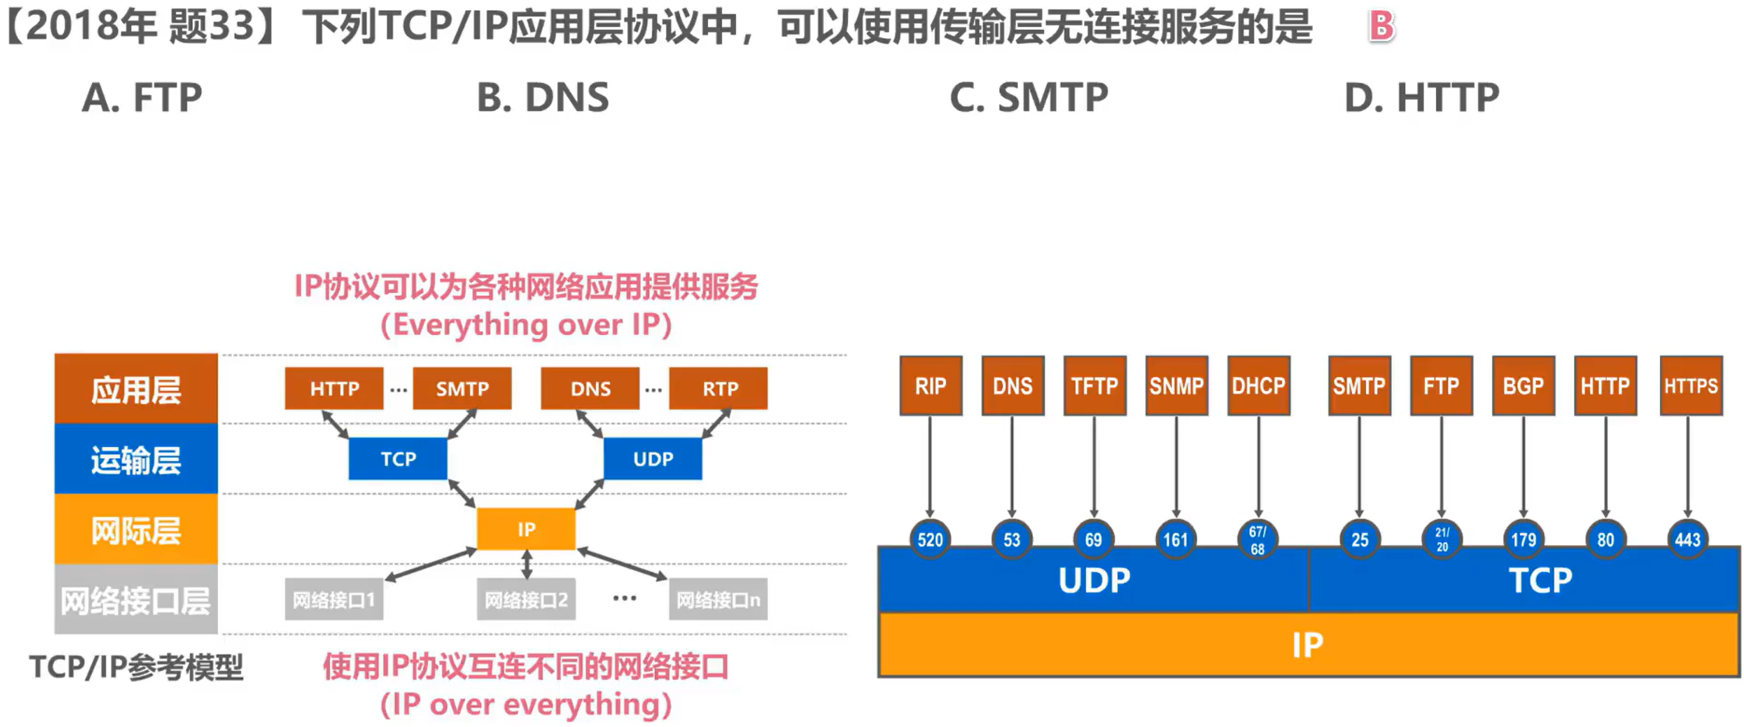 【2018年 题33】 下列TCP/IP应用层协议中，可以使用传输层无连接服务的是 B
A. FTP B. DNS C. SMTP D. HTTP
IP协议可以为各种网络应用提供服务
（Everything over IP）
应用层 HTTP ... SMTP DNS ... RTP
运输层 TCP UDP
网际层 IP
网络接口层 网络接口1 网络接口2 ... 网络接口n
TCP/IP参考模型
使用IP协议互连不同的网络接口
（IP over everything）
RIP DNS TFTP SNMP DHCP SMTP FTP BGP HTTP HTTPS
520 53 69 161 67/68 25 21/20 179 80 443
UDP TCP
IP